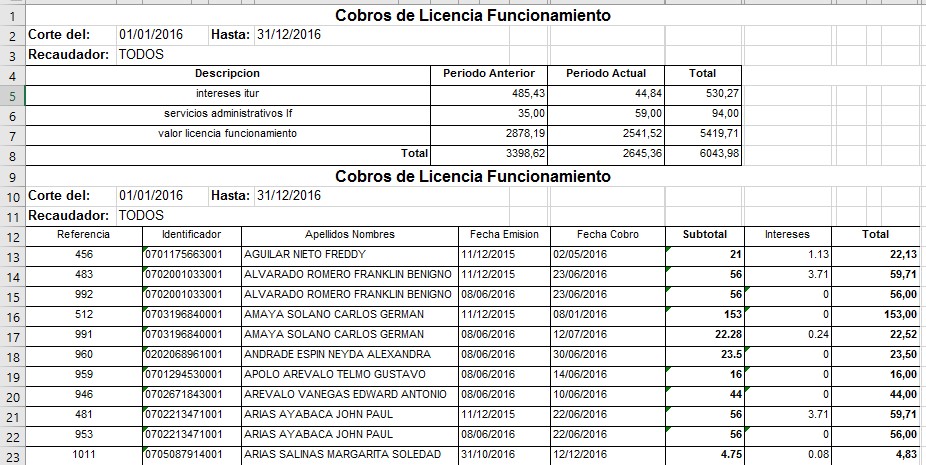 1 Cobros de Licencia Funcionamiento
2 Corte del: 01/01/2016 Hasta: 31/12/2016
3 Recaudador: TODOS
4 Descripcion Periodo Anterior Periodo Actual Total
5 intereses itur 485,43 44,84 530,27
6 servicios administrativos lf 35,00 59,00 94,00
7 valor licencia funcionamiento 2878,19 2541,52 5419,71
8 Total 3398,62 2645,36 6043,98
9 Cobros de Licencia Funcionamiento
10 Corte del: 01/01/2016 Hasta: 31/12/2016
11 Recaudador: TODOS
12 Referencia Identificador Apellidos Nombres Fecha Emision Fecha Cobro Subtotal Intereses Total
13 456 0701175663001 AGUILAR NIETO FREDDY 11/12/2015 02/05/2016 21 1.13 22,13
14 483 0702001033001 ALVARADO ROMERO FRANKLIN BENIGNO 11/12/2015 23/06/2016 56 3.71 59,71
15 992 0702001033001 ALVARADO ROMERO FRANKLIN BENIGNO 08/06/2016 23/06/2016 56 0 56,00
16 512 0703196840001 AMAYA SOLANO CARLOS GERMAN 11/12/2015 08/01/2016 153 0 153,00
17 991 0703196840001 AMAYA SOLANO CARLOS GERMAN 08/06/2016 12/07/2016 22.28 0.24 22,52
18 960 0202068961001 ANDRADE ESPIN NEYDA ALEXANDRA 08/06/2016 30/06/2016 23.5 0 23,50
19 959 0701294530001 APOLO AREVALO TELMO GUSTAVO 08/06/2016 14/06/2016 16 0 16,00
20 946 0702671843001 AREVALO VANEGAS EDWARD ANTONIO 08/06/2016 10/06/2016 44 0 44,00
21 481 0702213471001 ARIAS AYABACA JOHN PAUL 11/12/2015 22/06/2016 56 3.71 59,71
22 953 0702213471001 ARIAS AYABACA JOHN PAUL 08/06/2016 22/06/2016 56 0 56,00
23 1011 0705087914001 ARIAS SALINAS MARGARITA SOLEDAD 31/10/2016 12/12/2016 4.75 0.08 4,83